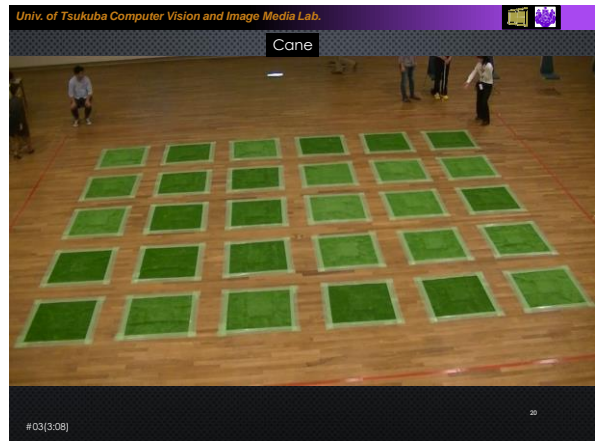 Univ. of Tsukuba Computer Vision and Image Media Lab.
Cane
20
#03(3:08)